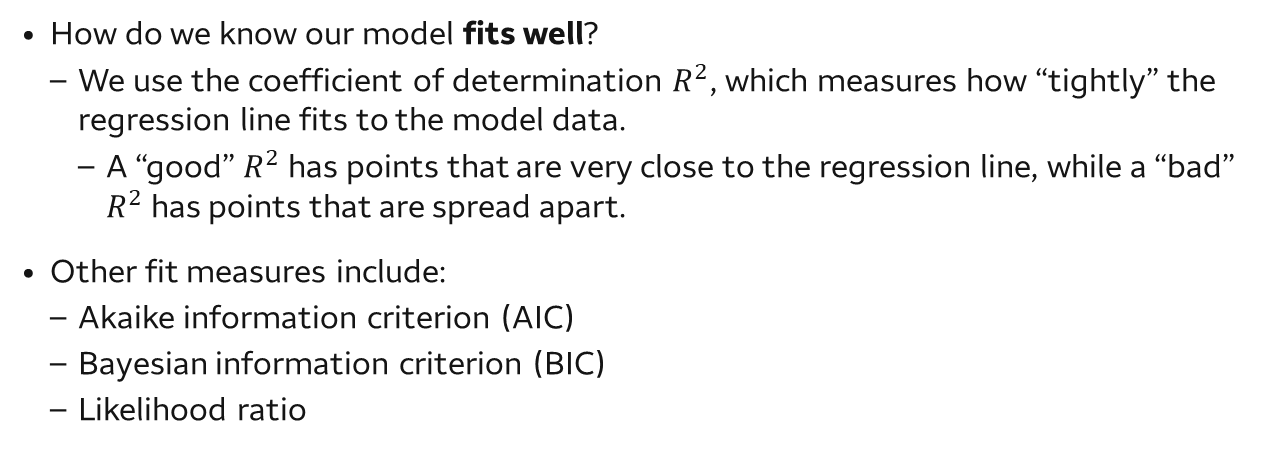 • How do we know our model fits well?
– We use the coefficient of determination R², which measures how “tightly” the
regression line fits to the model data.
– A “good” R² has points that are very close to the regression line, while a “bad”
R² has points that are spread apart.
• Other fit measures include:
– Akaike information criterion (AIC)
– Bayesian information criterion (BIC)
– Likelihood ratio